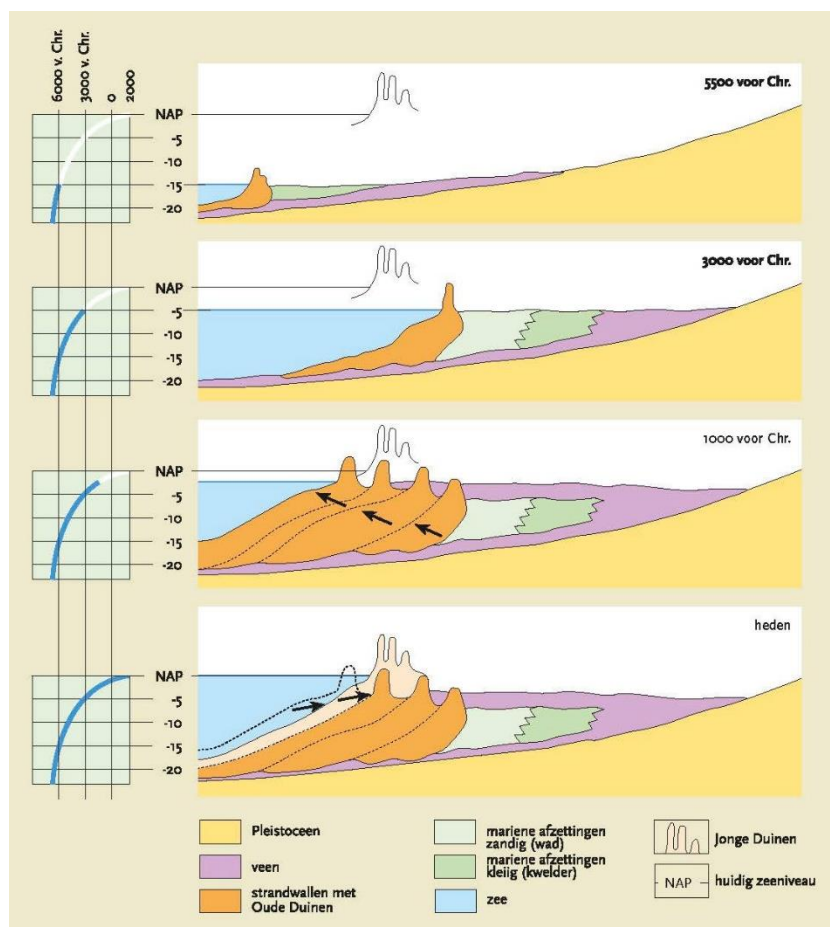 6000 v. Chr.
3000 v. Chr.
0
2000
NAP
-5
-10
-15
-20
5500 voor Chr.
NAP
-5
-10
-15
-20
3000 voor Chr.
NAP
-5
-10
-15
-20
1000 voor Chr.
NAP
-5
-10
-15
-20
heden
Pleistoceen
veen
strandwallen met
Oude Duinen
mariene afzettingen
zandig (wad)
mariene afzettingen
kleiig (kwelder)
zee
Jonge Duinen
NAP
huidig zeeniveau